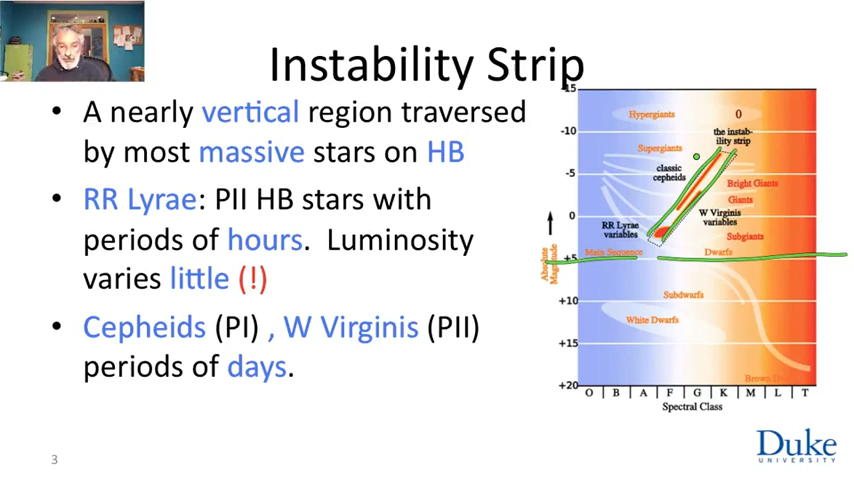 Instability Strip
• A nearly vertical region traversed
by most massive stars on HB
• RR Lyrae: PII HB stars with
periods of hours. Luminosity
varies little (!)
• Cepheids (PI) , W Virginis (PII)
periods of days.
3
-15
Hypergiants
0
-10
the instab-
ility strip
Supergiants
classic
cepheids
-5
Bright Giants
Giants
0
W Virginis
variables
RR Lyrae
variables
Subgiants
Absolute
Magnitude
+5
Main Sequence
Dwarfs
Subdwarfs
+10
White Dwarfs
+15
Brown
+20
O | B | A | F | G | K | M | L | T
Spectral Class
Duke
UNIVERSITY